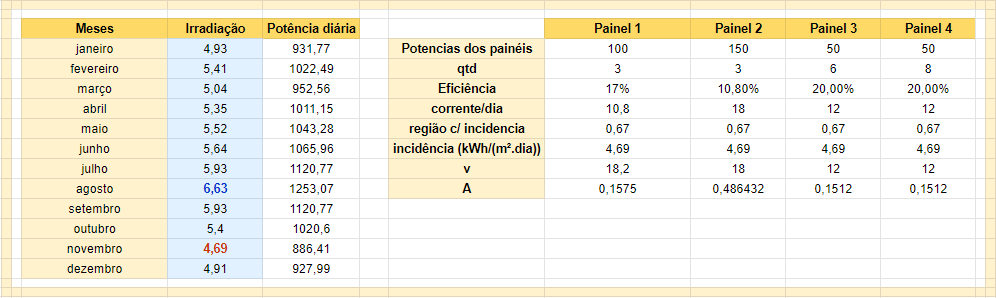 Meses Irradiação Potência diária Painel 1 Painel 2 Painel 3 Painel 4
janeiro 4,93 931,77 Potencias dos painéis 100 150 50 50
fevereiro 5,41 1022,49 qtd 3 3 6 8
março 5,04 952,56 Eficiência 17% 10,80% 20,00% 20,00%
abril 5,35 1011,15 corrente/dia 10,8 18 12 12
maio 5,52 1043,28 região c/ incidencia 0,67 0,67 0,67 0,67
junho 5,64 1065,96 incidência (kWh/(m².dia)) 4,69 4,69 4,69 4,69
julho 5,93 1120,77 v 18,2 18 12 12
agosto 6,63 1253,07 A 0,1575 0,486432 0,1512 0,1512
setembro 5,93 1120,77
outubro 5,4 1020,6
novembro 4,69 886,41
dezembro 4,91 927,99